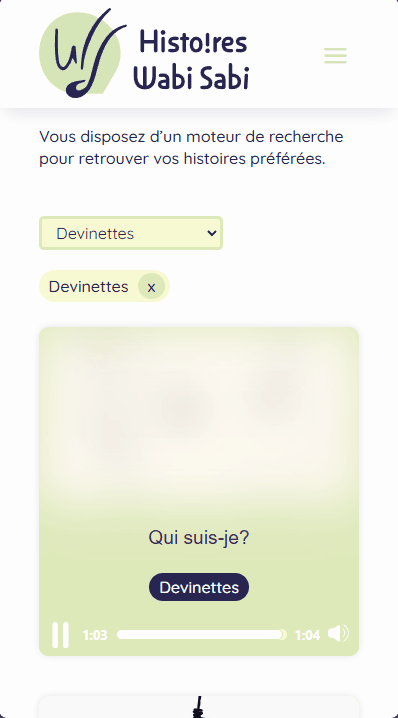 Histo!res
Wabi Sabi
Vous disposez d’un moteur de recherche
pour retrouver vos histoires préférées.
Devinettes
Devinettes x
Qui suis-je?
Devinettes
1:03 1:04